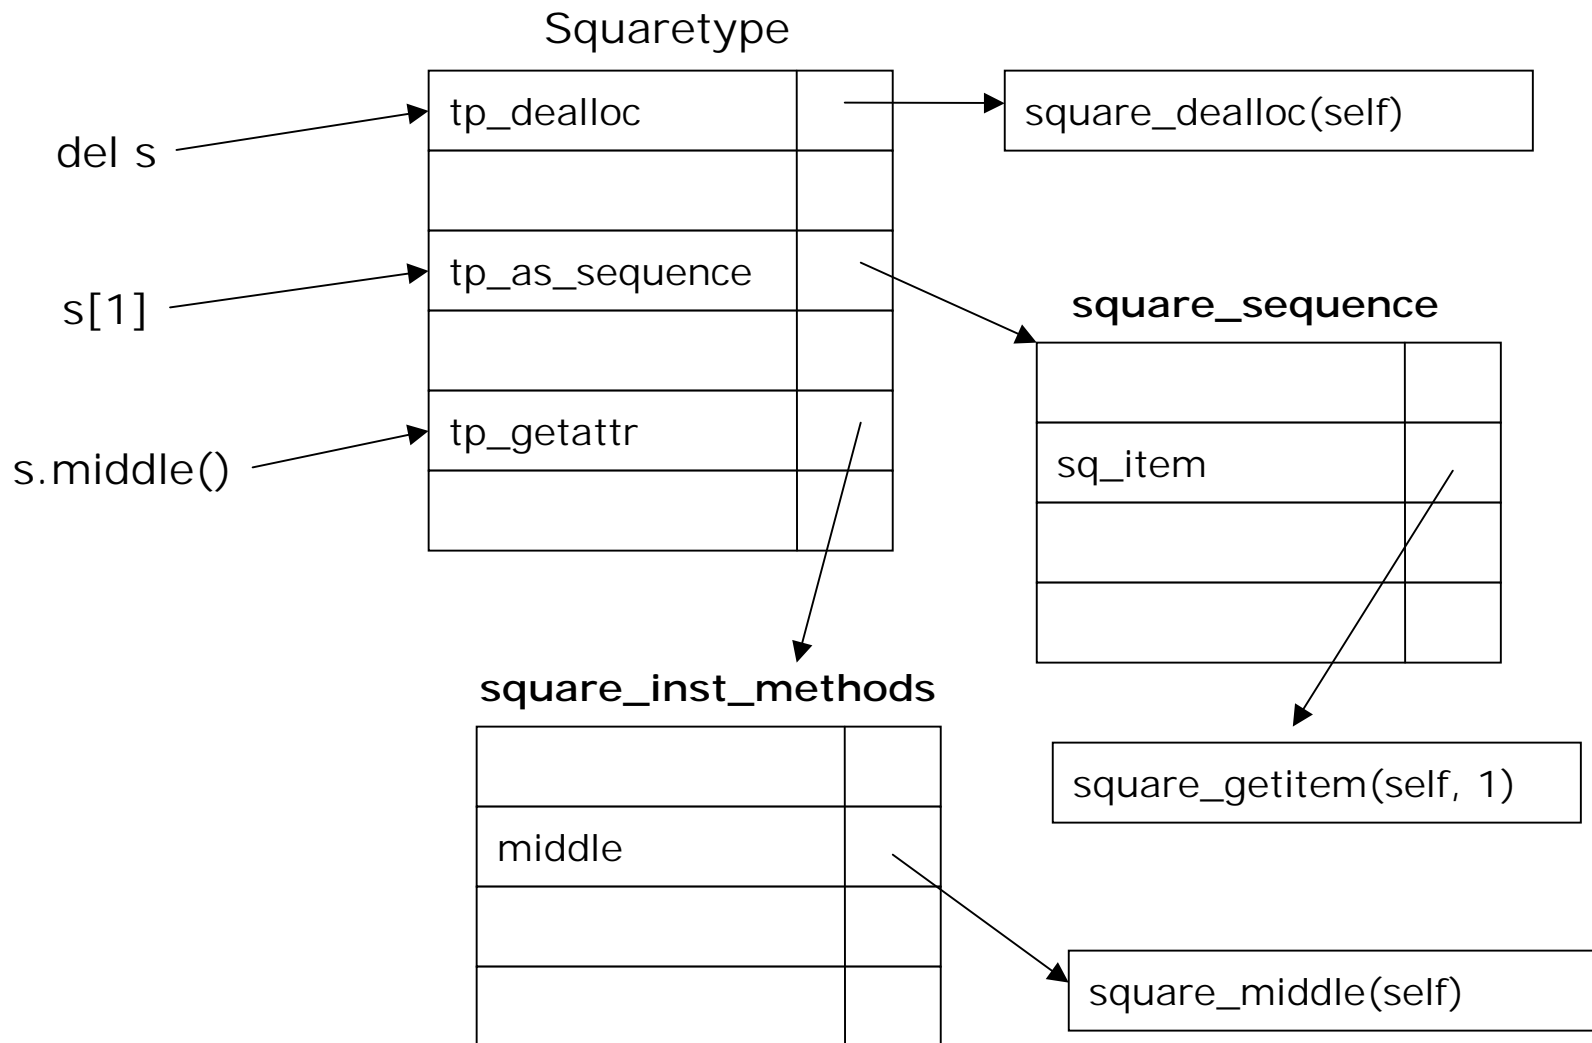 Squaretype
tp_dealloc
square_dealloc(self)
del s
tp_as_sequence
s[1]
square_sequence
tp_getattr
s.middle()
sq_item
square_inst_methods
square_getitem(self, 1)
middle
square_middle(self)